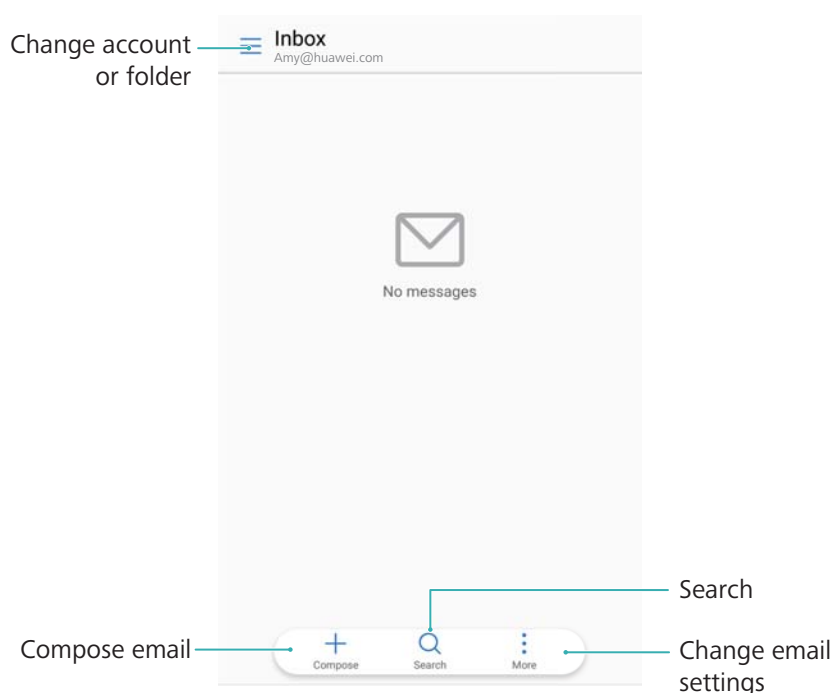 Change account
or folder
Inbox
Amy@huawei.com
No messages
Search
Compose email
Compose
Search
More
Change email
settings